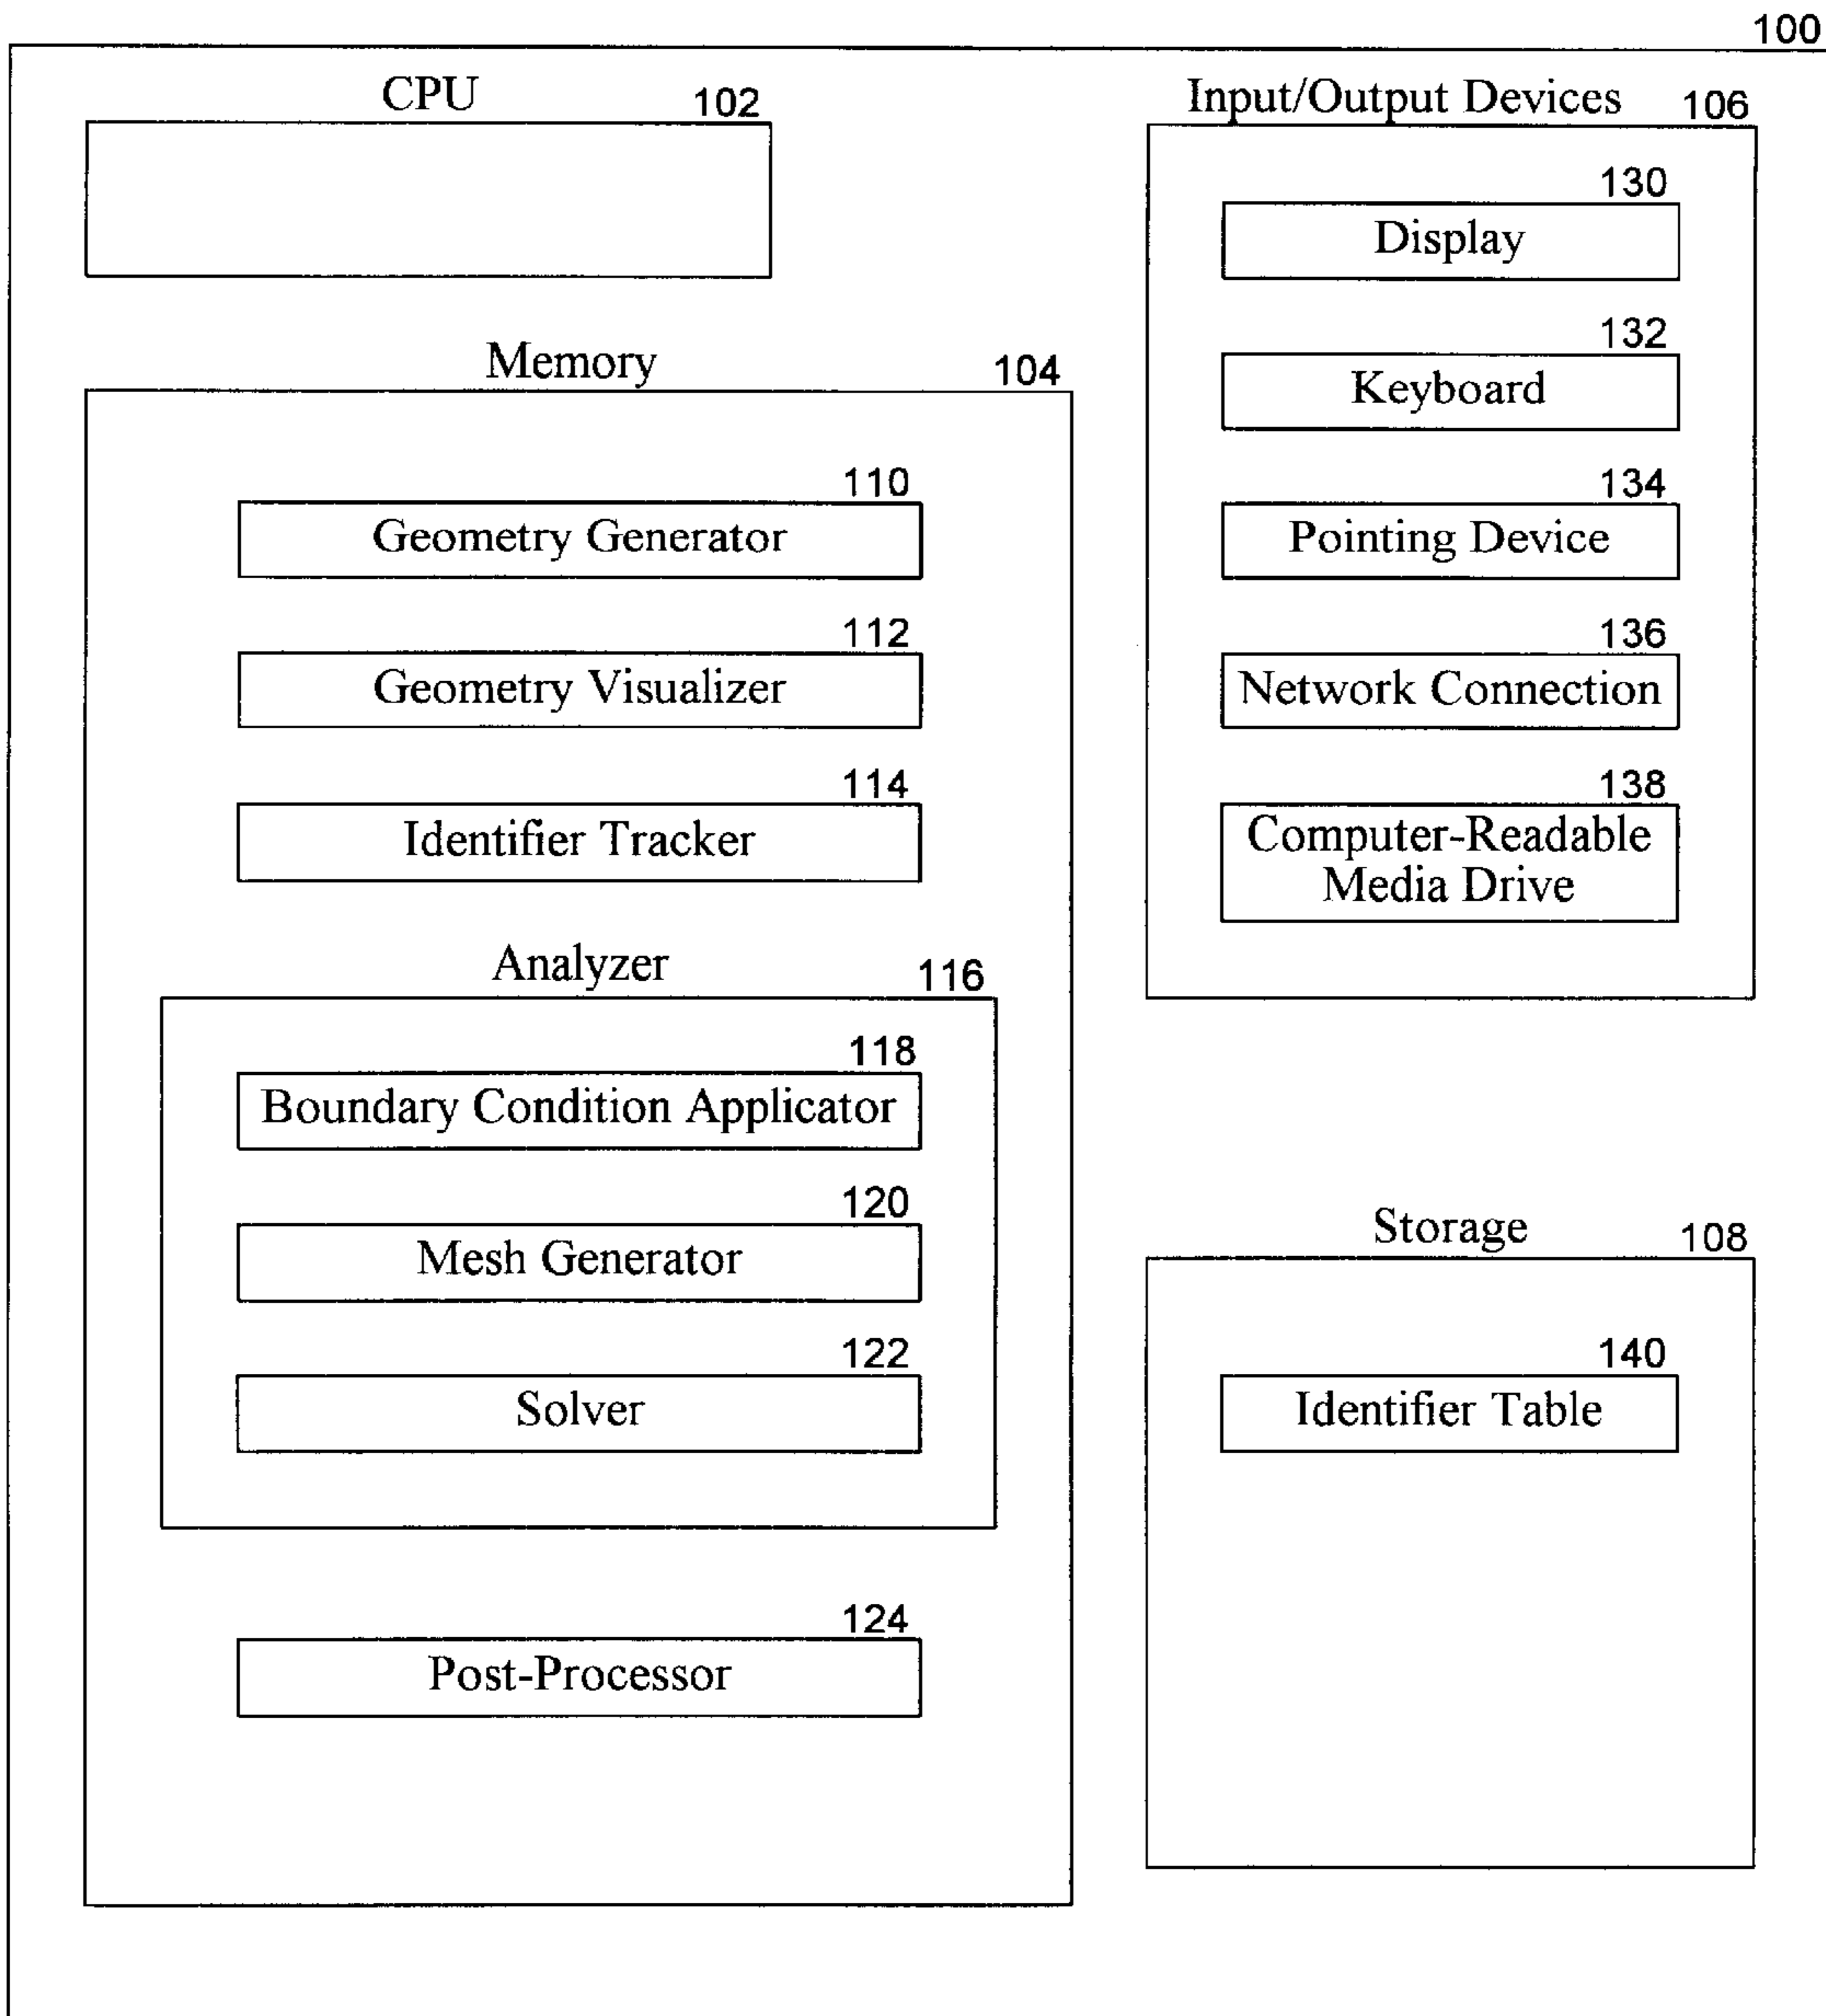 100
CPU 102
Memory 104
110
Geometry Generator
112
Geometry Visualizer
114
Identifier Tracker
Analyzer 116
118
Boundary Condition Applicator
120
Mesh Generator
122
Solver
124
Post-Processor
Input/Output Devices 106
130
Display
132
Keyboard
134
Pointing Device
136
Network Connection
138
Computer-Readable
Media Drive
Storage 108
140
Identifier Table